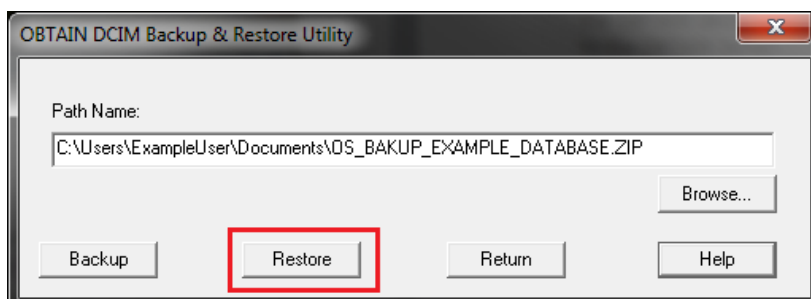 OBTAIN DCIM Backup & Restore Utility
X
Path Name:
C:\Users\ExampleUser\Documents\OS_BAKUP_EXAMPLE_DATABASE.ZIP
Browse...
Backup Restore Return Help